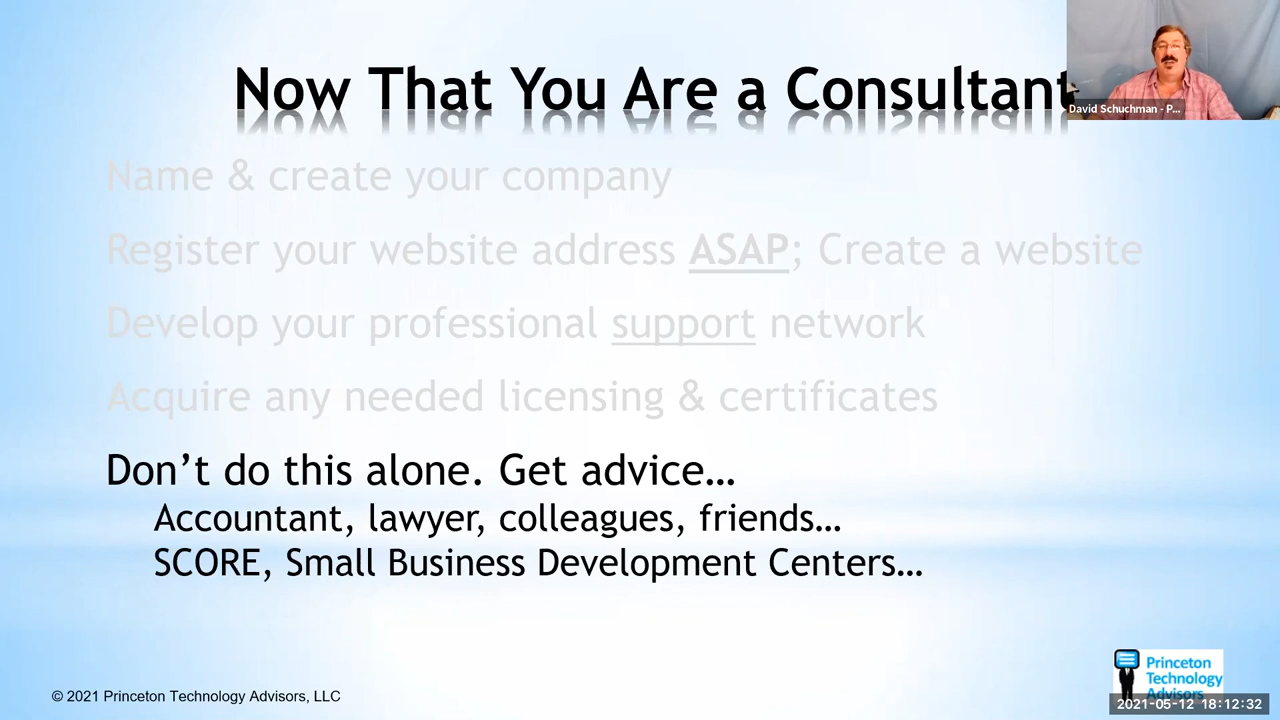 Now That You Are a Consultant
David Schuchman - P...
Name & create your company
Register your website address ASAP; Create a website
Develop your professional support network
Acquire any needed licensing & certificates
Don’t do this alone. Get advice…
Accountant, lawyer, colleagues, friends…
SCORE, Small Business Development Centers…
© 2021 Princeton Technology Advisors, LLC
Princeton
Technology
Advisors
2021-05-12 18:12:32